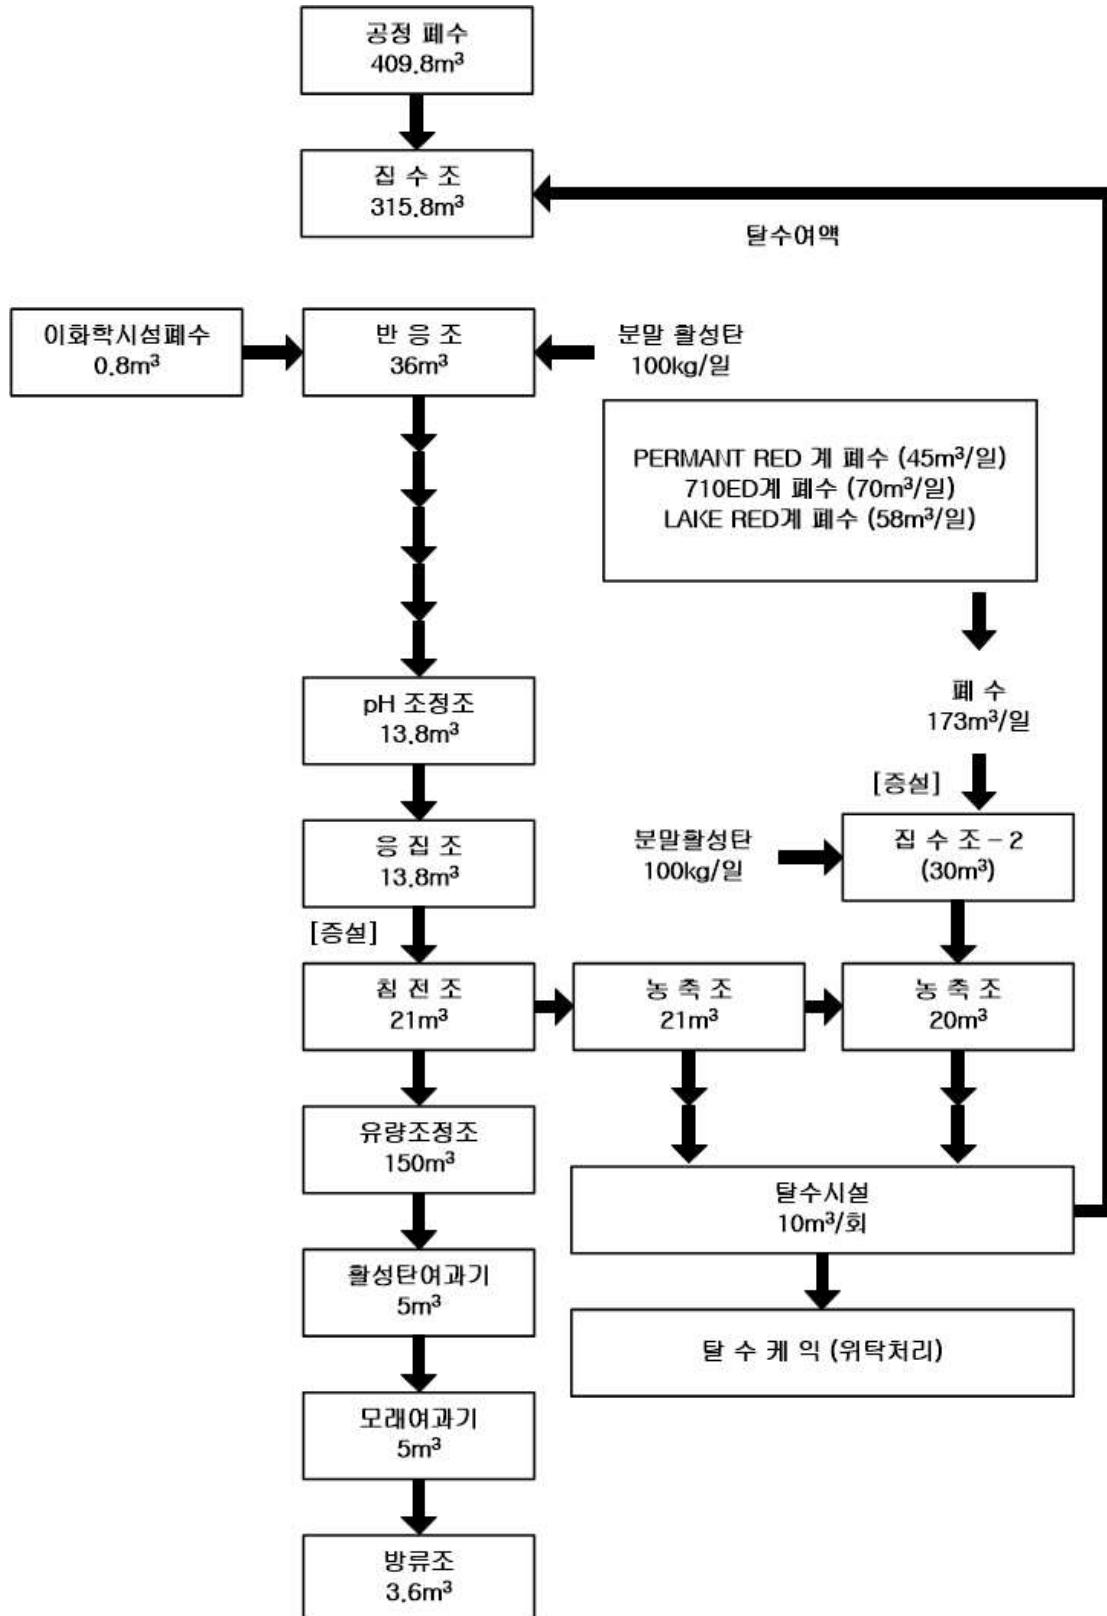 공정 폐수
409.8m³
집 수 조
315.8m³
탈수여액
이화학시섬폐수
0.8m³
반 응 조
36m³
분말 활성탄
100kg/일
PERMANT RED 계 폐수 (45m³/일)
710ED계 폐수 (70m³/일)
LAKE RED계 폐수 (58m³/일)
폐 수
173m³/일
pH 조정조
13.8m³
[증설]
응 집 조
13.8m³
분말활성탄
100kg/일
집 수 조 – 2
(30m³)
[증설]
침 전 조
21m³
농 축 조
21m³
농 축 조
20m³
유량조정조
150m³
탈수시설
10m³/회
활성탄여과기
5m³
탈 수 케 익 (위탁처리)
모래여과기
5m³
방류조
3.6m³